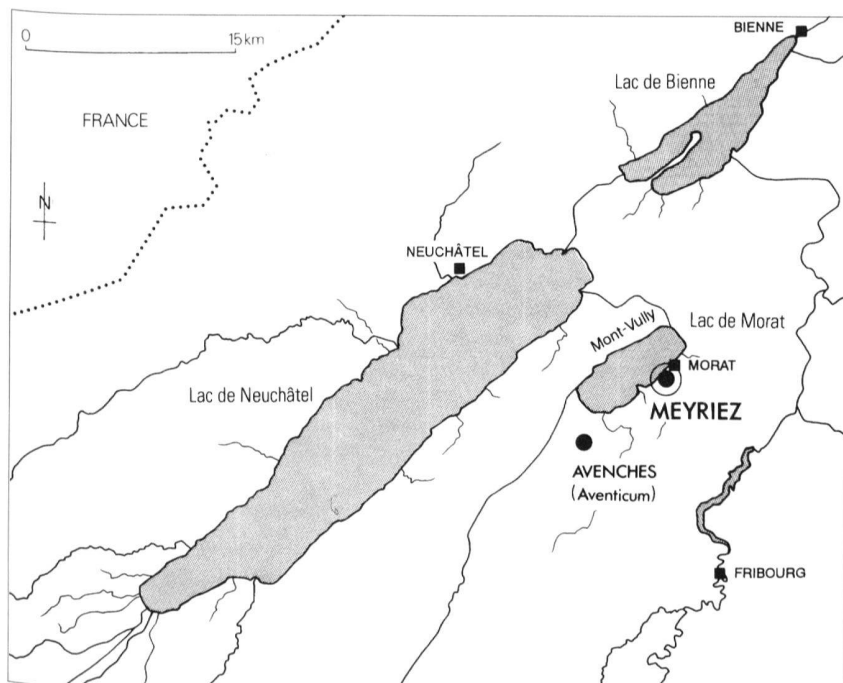 BIENNE
0 15 km
Lac de Bienne
FRANCE
N
NEUCHÂTEL
Mont-Vully
Lac de Morat
MORAT
Lac de Neuchâtel
MEYRIEZ
AVENCHES
(Aventicum)
FRIBOURG